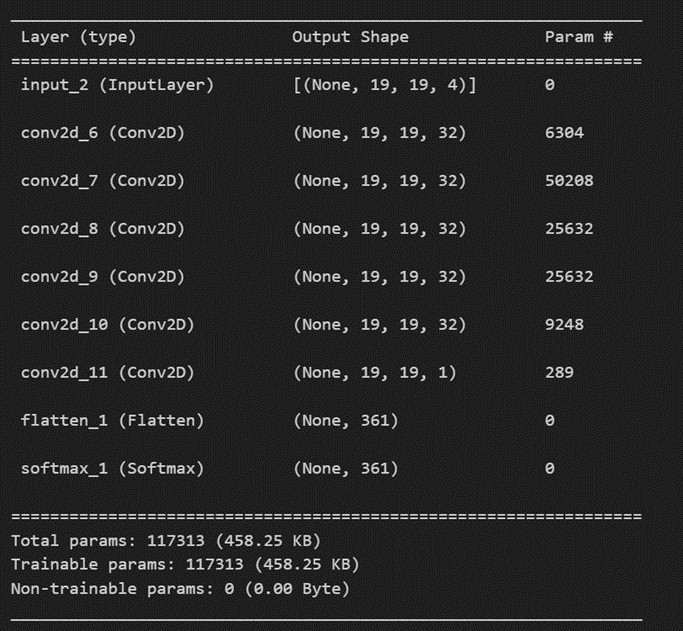 Layer (type) Output Shape Param #
=================================================================
input_2 (InputLayer) [(None, 19, 19, 4)] 0
conv2d_6 (Conv2D) (None, 19, 19, 32) 6304
conv2d_7 (Conv2D) (None, 19, 19, 32) 50208
conv2d_8 (Conv2D) (None, 19, 19, 32) 25632
conv2d_9 (Conv2D) (None, 19, 19, 32) 25632
conv2d_10 (Conv2D) (None, 19, 19, 32) 9248
conv2d_11 (Conv2D) (None, 19, 19, 1) 289
flatten_1 (Flatten) (None, 361) 0
softmax_1 (Softmax) (None, 361) 0
=================================================================
Total params: 117313 (458.25 KB)
Trainable params: 117313 (458.25 KB)
Non-trainable params: 0 (0.00 Byte)